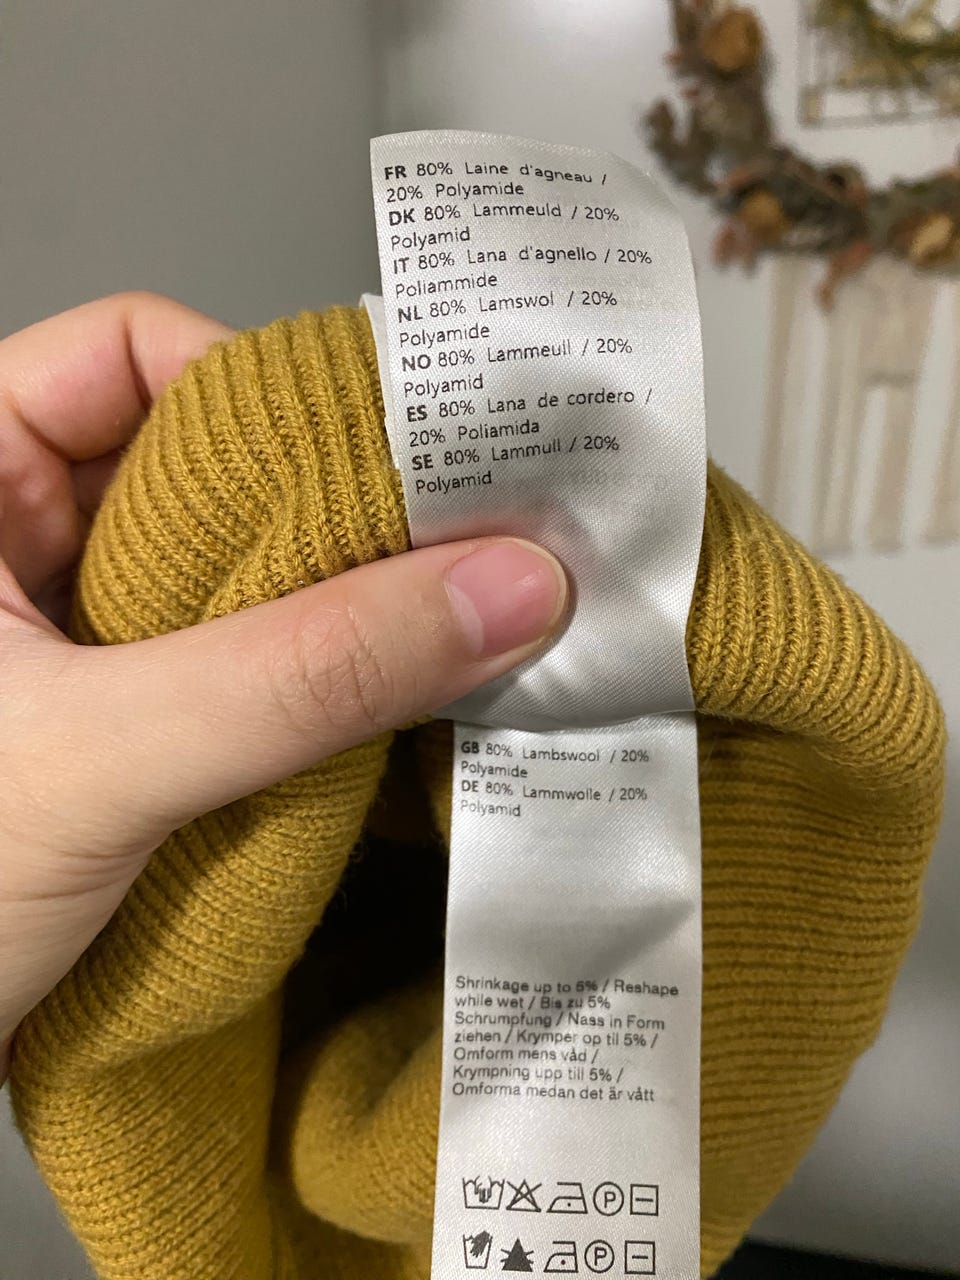 FR 80% Laine d'agneau /
20% Polyamide
DK 80% Lammeuld / 20%
Polyamid
IT 80% Lana d'agnello / 20%
Poliammide
NL 80% Lamswol / 20%
Polyamide
NO 80% Lammeull / 20%
Polyamid
ES 80% Lana de cordero /
20% Poliamida
SE 80% Lammull / 20%
Polyamid
GB 80% Lambswool / 20%
Polyamide
DE 80% Lammwolle / 20%
Polyamid
Shrinkage up to 5% / Reshape
while wet / Bis zu 5%
Schrumpfung / Nass in Form
ziehen / Krymper op til 5% /
Omform mens våd /
Krympning upp till 5% /
Omforma medan det är vått
P
P